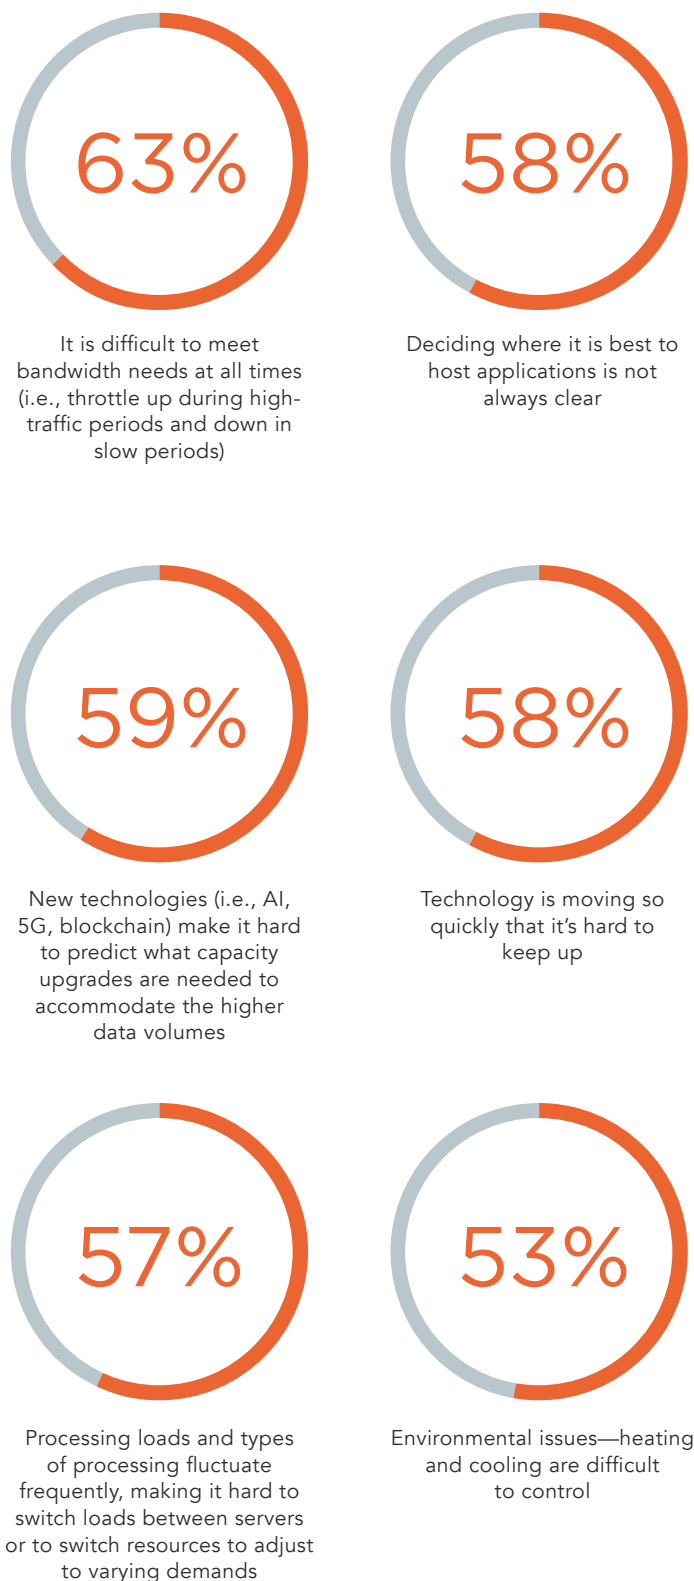 63%
It is difficult to meet
bandwidth needs at all times
(i.e., throttle up during high-
traffic periods and down in
slow periods)
58%
Deciding where it is best to
host applications is not
always clear
59%
New technologies (i.e., AI,
5G, blockchain) make it hard
to predict what capacity
upgrades are needed to
accommodate the higher
data volumes
58%
Technology is moving so
quickly that it’s hard to
keep up
57%
Processing loads and types
of processing fluctuate
frequently, making it hard to
switch loads between servers
or to switch resources to adjust
to varying demands
53%
Environmental issues—heating
and cooling are difficult
to control